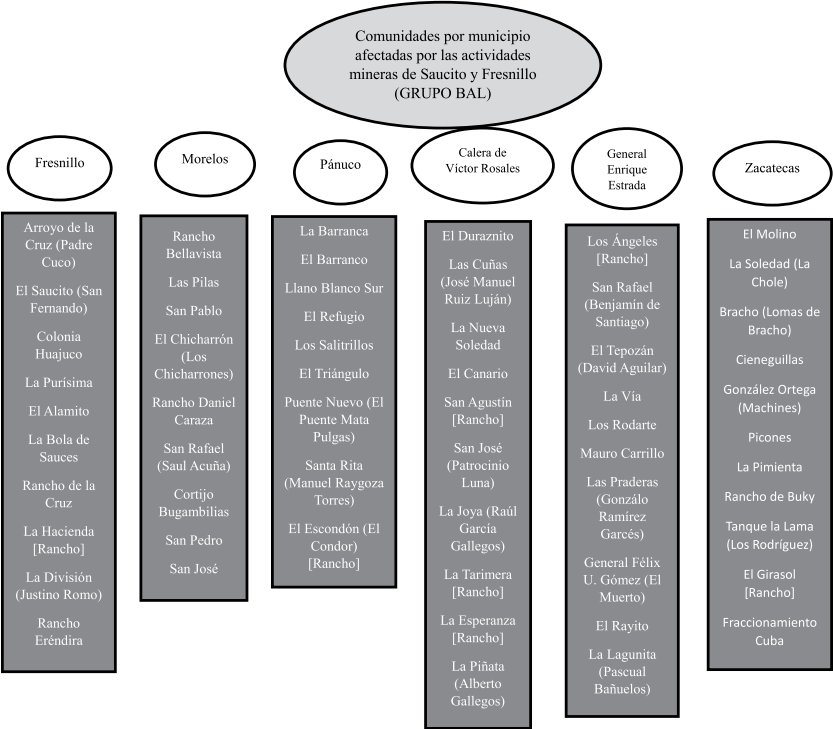 Comunidades por municipio
afectadas por las actividades
mineras de Saucito y Fresnillo
(GRUPO BAL)
Fresnillo
Arroyo de la
Cruz (Padre
Cuco)
El Saucito (San
Fernando)
Colonia
Huajuco
La Purísima
El Alamito
La Bola de
Sauces
Rancho de la
Cruz
La Hacienda
[Rancho]
La División
(Justino Romo)
Rancho
Eréndira
Morelos
Rancho
Bellavista
Las Pilas
San Pablo
El Chicharrón
(Los
Chicharrones)
Rancho Daniel
Caraza
San Rafael
(Saul Acuña)
Cortijo
Bugambilias
San Pedro
San José
Pánuco
La Barranca
El Barranco
Llano Blanco Sur
El Refugio
Los Salitrillos
El Triángulo
Puente Nuevo (El
Puente Mata
Pulgas)
Santa Rita
(Manuel Raygoza
Torres)
El Escondón (El
Condor)
[Rancho]
Calera de
Víctor Rosales
El Duraznito
Las Cuñas
(José Manuel
Ruiz Luján)
La Nueva
Soledad
El Canario
San Agustín
[Rancho]
San José
(Patrocinio
Luna)
La Joya (Raúl
García
Gallegos)
La Tarimera
[Rancho]
La Esperanza
[Rancho]
La Piñata
(Alberto
Gallegos)
General
Enrique
Estrada
Los Ángeles
[Rancho]
San Rafael
(Benjamín de
Santiago)
El Tepozán
(David Aguilar)
La Vía
Los Rodarte
Mauro Carrillo
Las Praderas
(Gonzálo
Ramírez
Garcés)
General Félix
U. Gómez (El
Muerto)
El Rayito
La Lagunita
(Pascual
Bañuelos)
Zacatecas
El Molino
La Soledad (La
Chole)
Bracho (Lomas de
Bracho)
Cieneguillas
González Ortega
(Machines)
Picones
La Pimienta
Rancho de Buky
Tanque la Lama
(Los Rodríguez)
El Girasol
[Rancho]
Fraccionamiento
Cuba